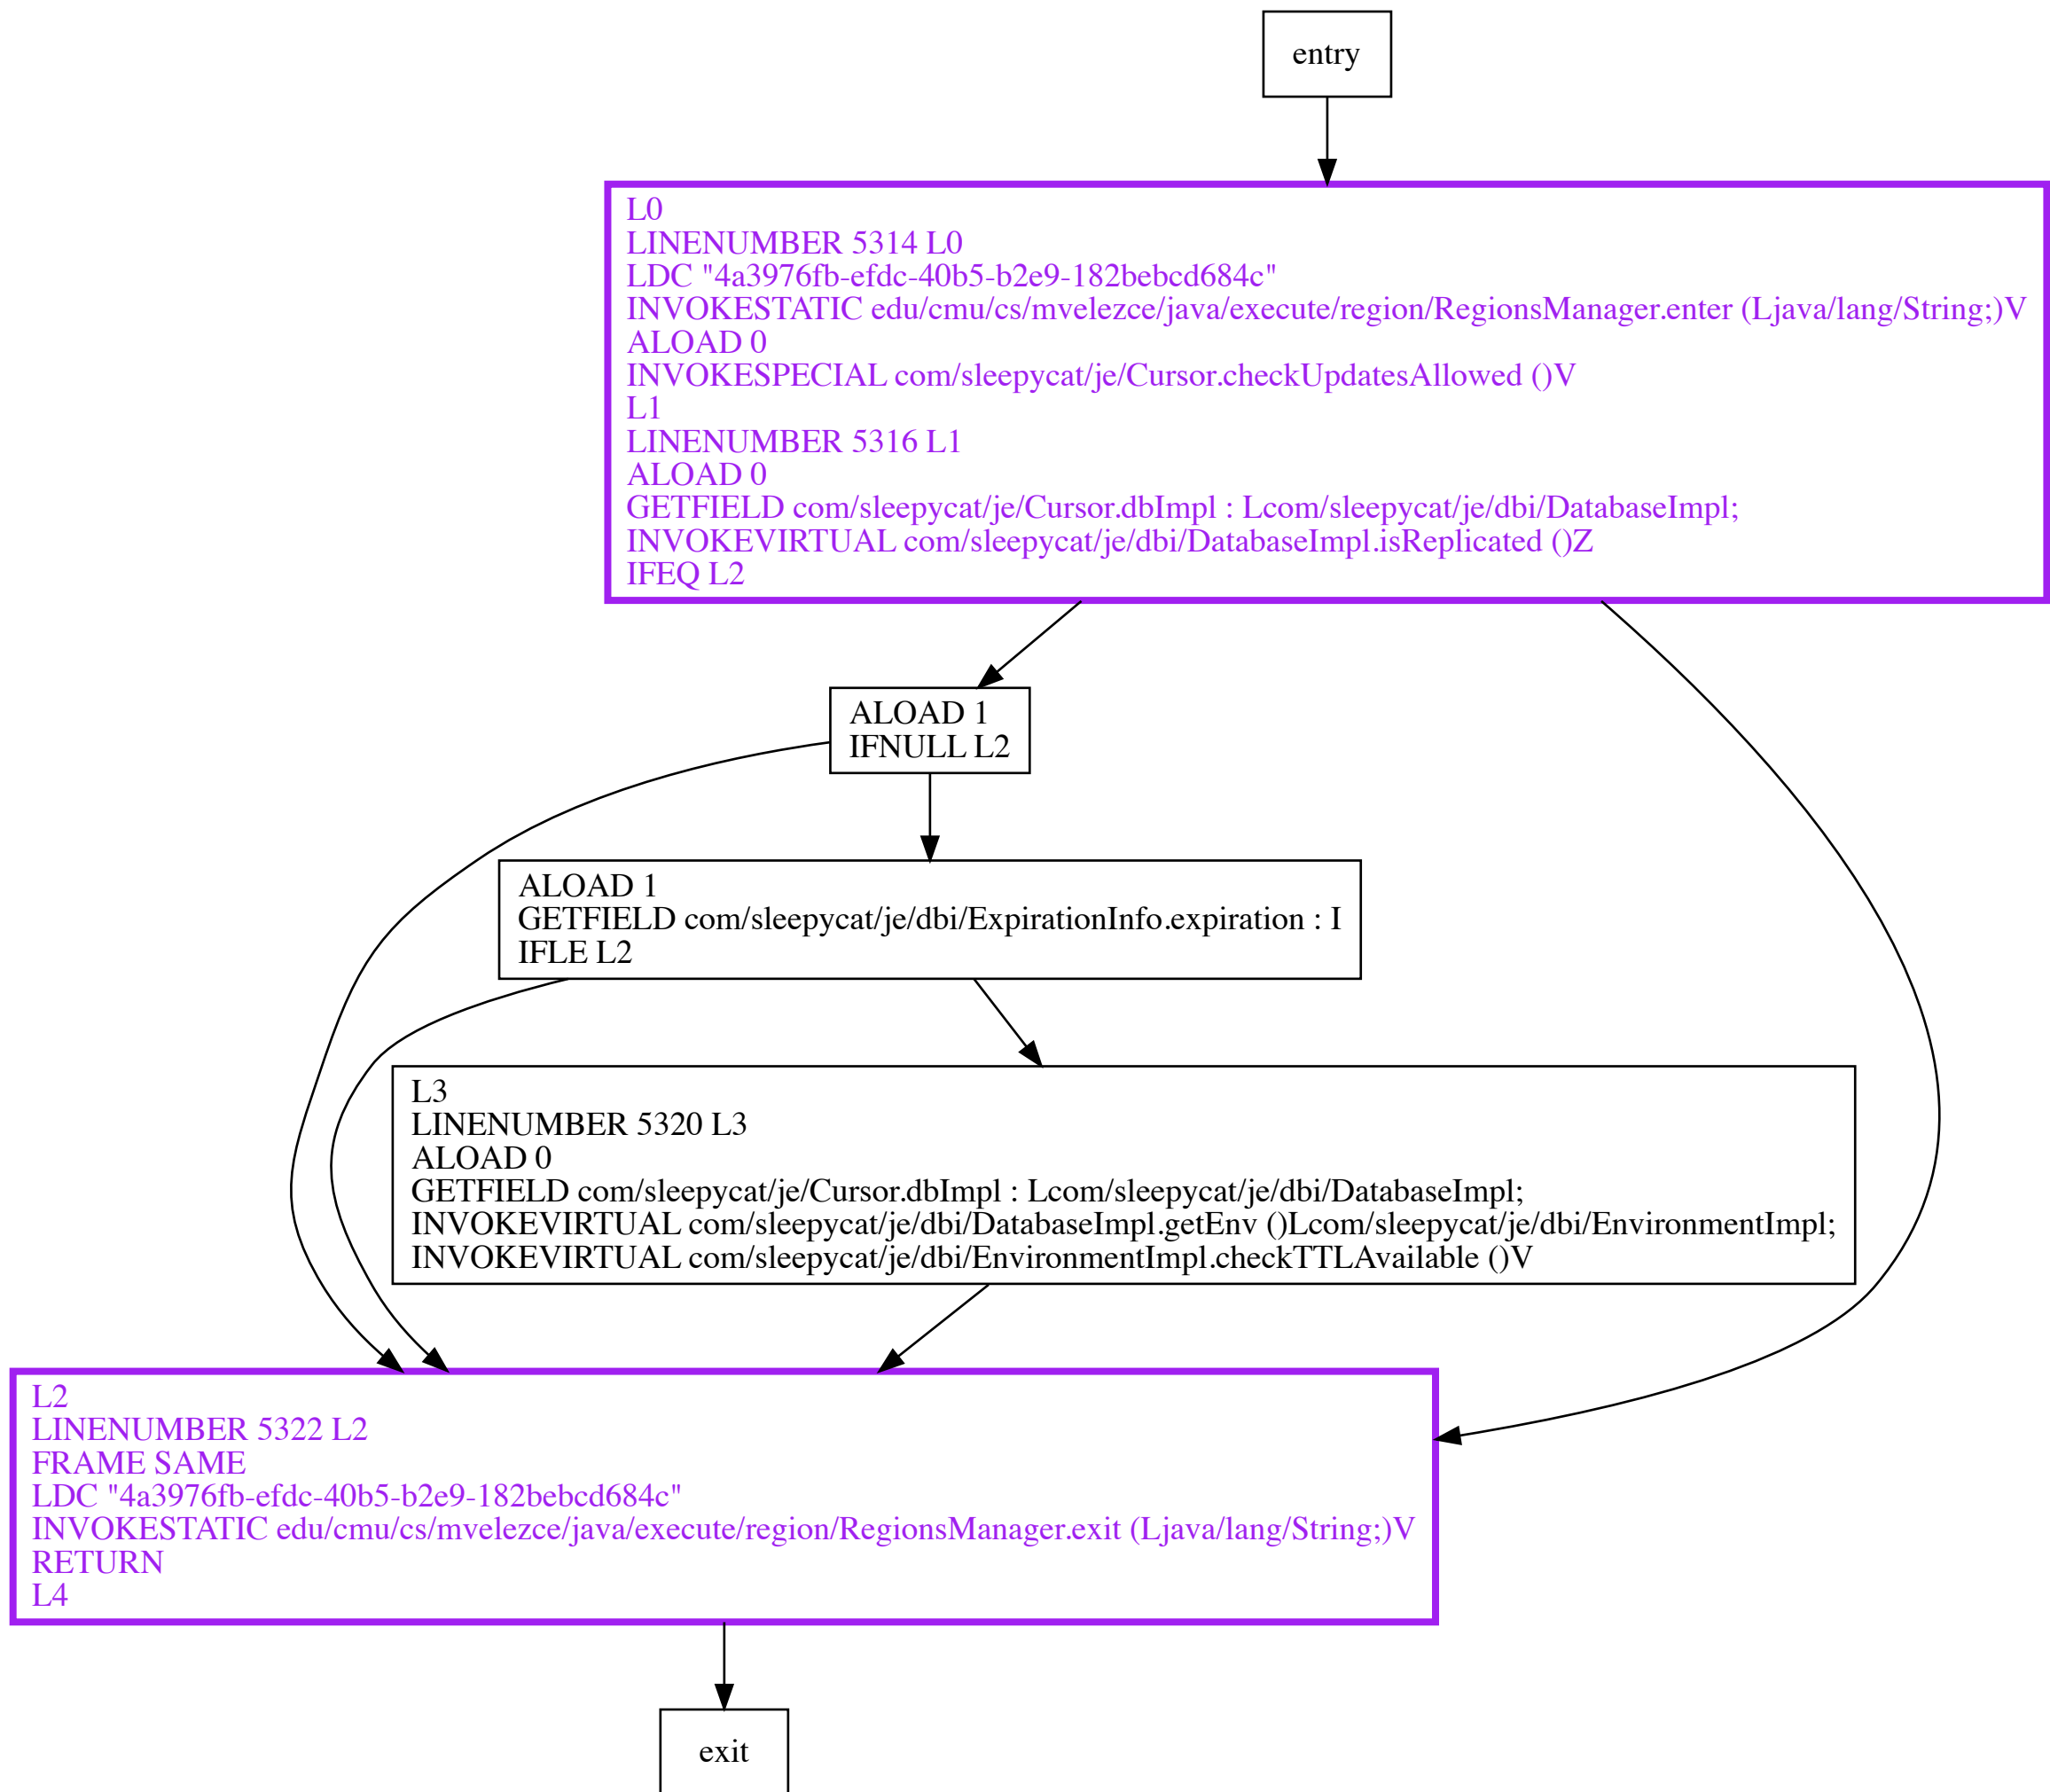 entry
L0
LINENUMBER 5314 L0
LDC "4a3976fb-efdc-40b5-b2e9-182bebcd684c"
INVOKESTATIC edu/cmu/cs/mvelezce/java/execute/region/RegionsManager.enter (Ljava/lang/String;)V
ALOAD 0
INVOKESPECIAL com/sleepycat/je/Cursor.checkUpdatesAllowed ()V
L1
LINENUMBER 5316 L1
ALOAD 0
GETFIELD com/sleepycat/je/Cursor.dbImpl : Lcom/sleepycat/je/dbi/DatabaseImpl;
INVOKEVIRTUAL com/sleepycat/je/dbi/DatabaseImpl.isReplicated ()Z
IFEQ L2
ALOAD 1
IFNULL L2
ALOAD 1
GETFIELD com/sleepycat/je/dbi/ExpirationInfo.expiration : I
IFLE L2
L3
LINENUMBER 5320 L3
ALOAD 0
GETFIELD com/sleepycat/je/Cursor.dbImpl : Lcom/sleepycat/je/dbi/DatabaseImpl;
INVOKEVIRTUAL com/sleepycat/je/dbi/DatabaseImpl.getEnv ()Lcom/sleepycat/je/dbi/EnvironmentImpl;
INVOKEVIRTUAL com/sleepycat/je/dbi/EnvironmentImpl.checkTTLAvailable ()V
L2
LINENUMBER 5322 L2
FRAME SAME
LDC "4a3976fb-efdc-40b5-b2e9-182bebcd684c"
INVOKESTATIC edu/cmu/cs/mvelezce/java/execute/region/RegionsManager.exit (Ljava/lang/String;)V
RETURN
L4
exit